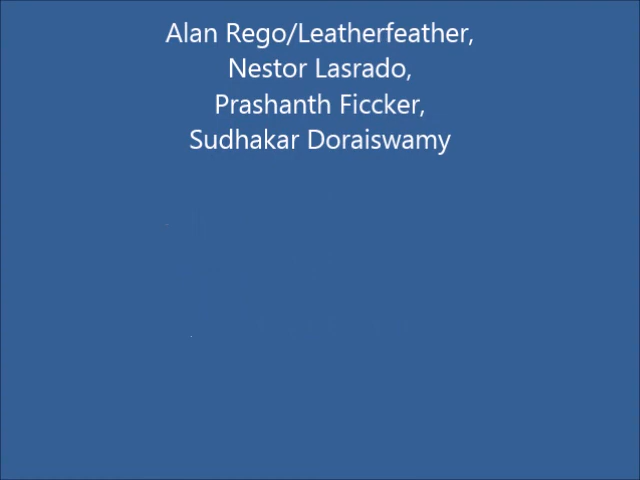 Alan Rego/Leatherfeather,
Nestor Lasrado,
Prashanth Ficcker,
Sudhakar Doraiswamy